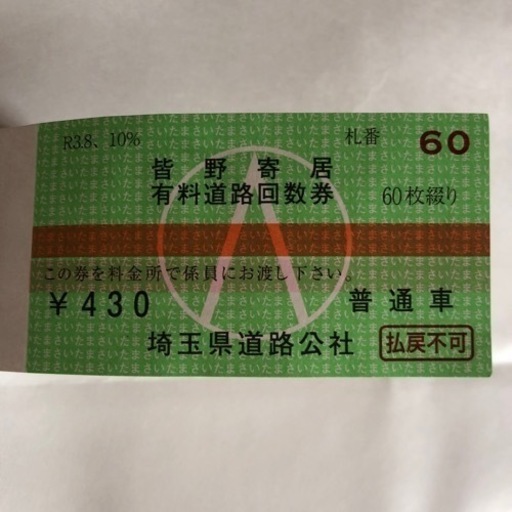 R3.8、10%
札番 60
皆野寄居
有料道路回数券
60枚綴り
この券を料金所で係員にお渡し下さい。
￥430
普通車
埼玉県道路公社
払戻不可